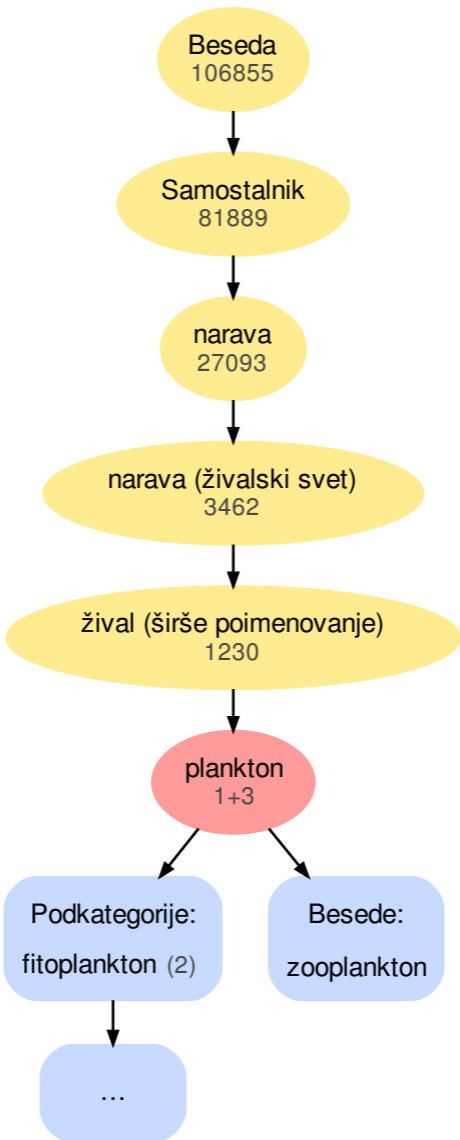 Beseda
106855
Samostalnik
81889
narava
27093
narava (živalski svet)
3462
žival (širše poimenovanje)
1230
plankton
1+3
Podkategorije:
fitoplankton (2)
Besede:
zooplankton
...